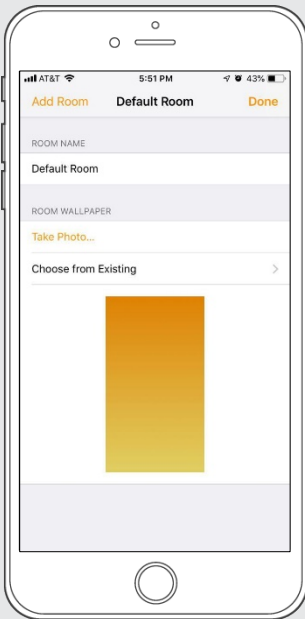 AT&T 5:51 PM 43%
Add Room Default Room Done
ROOM NAME
Default Room
ROOM WALLPAPER
Take Photo...
Choose from Existing